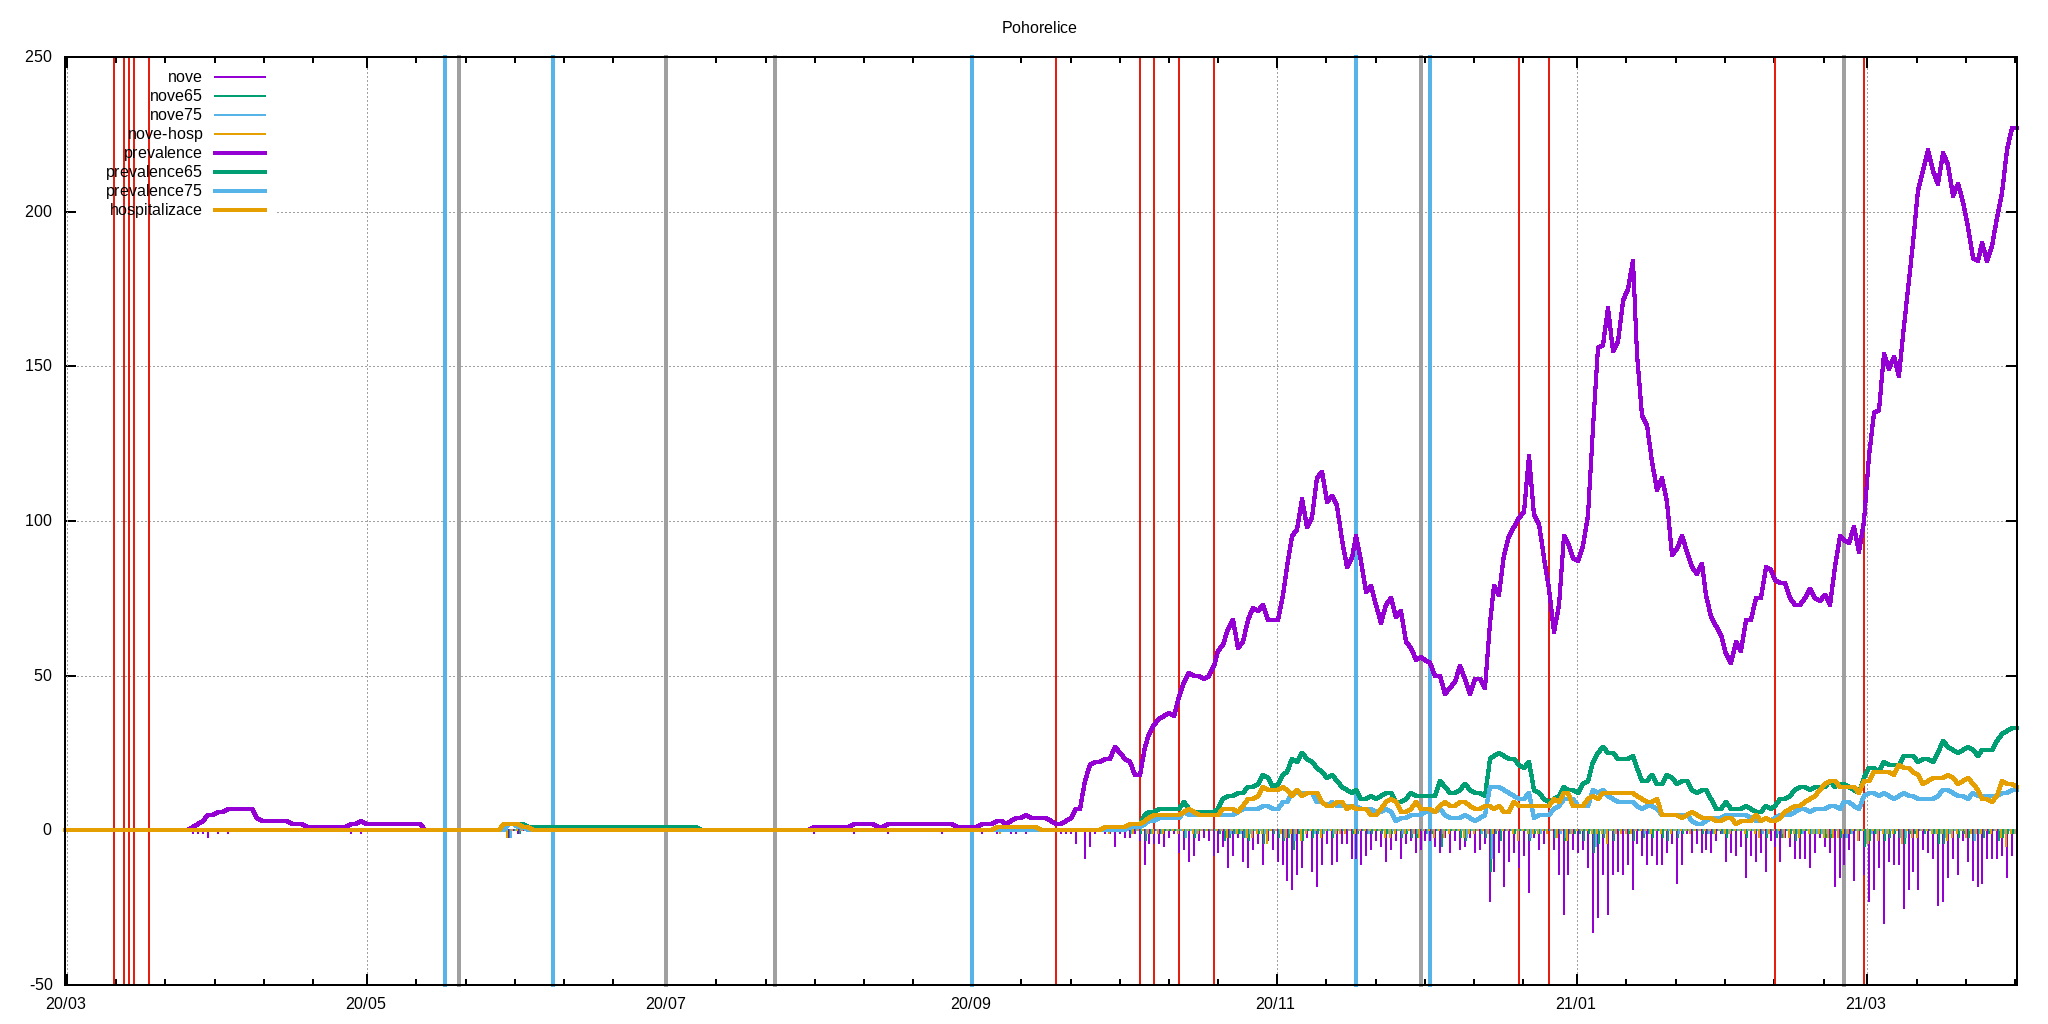 Pohorelice
250
200
150
100
50
0
-50
nove
nove65
nove75
nove-hosp
prevalence
prevalence65
prevalence75
hospitalizace
20/03 20/05 20/07 20/09 20/11 21/01 21/03